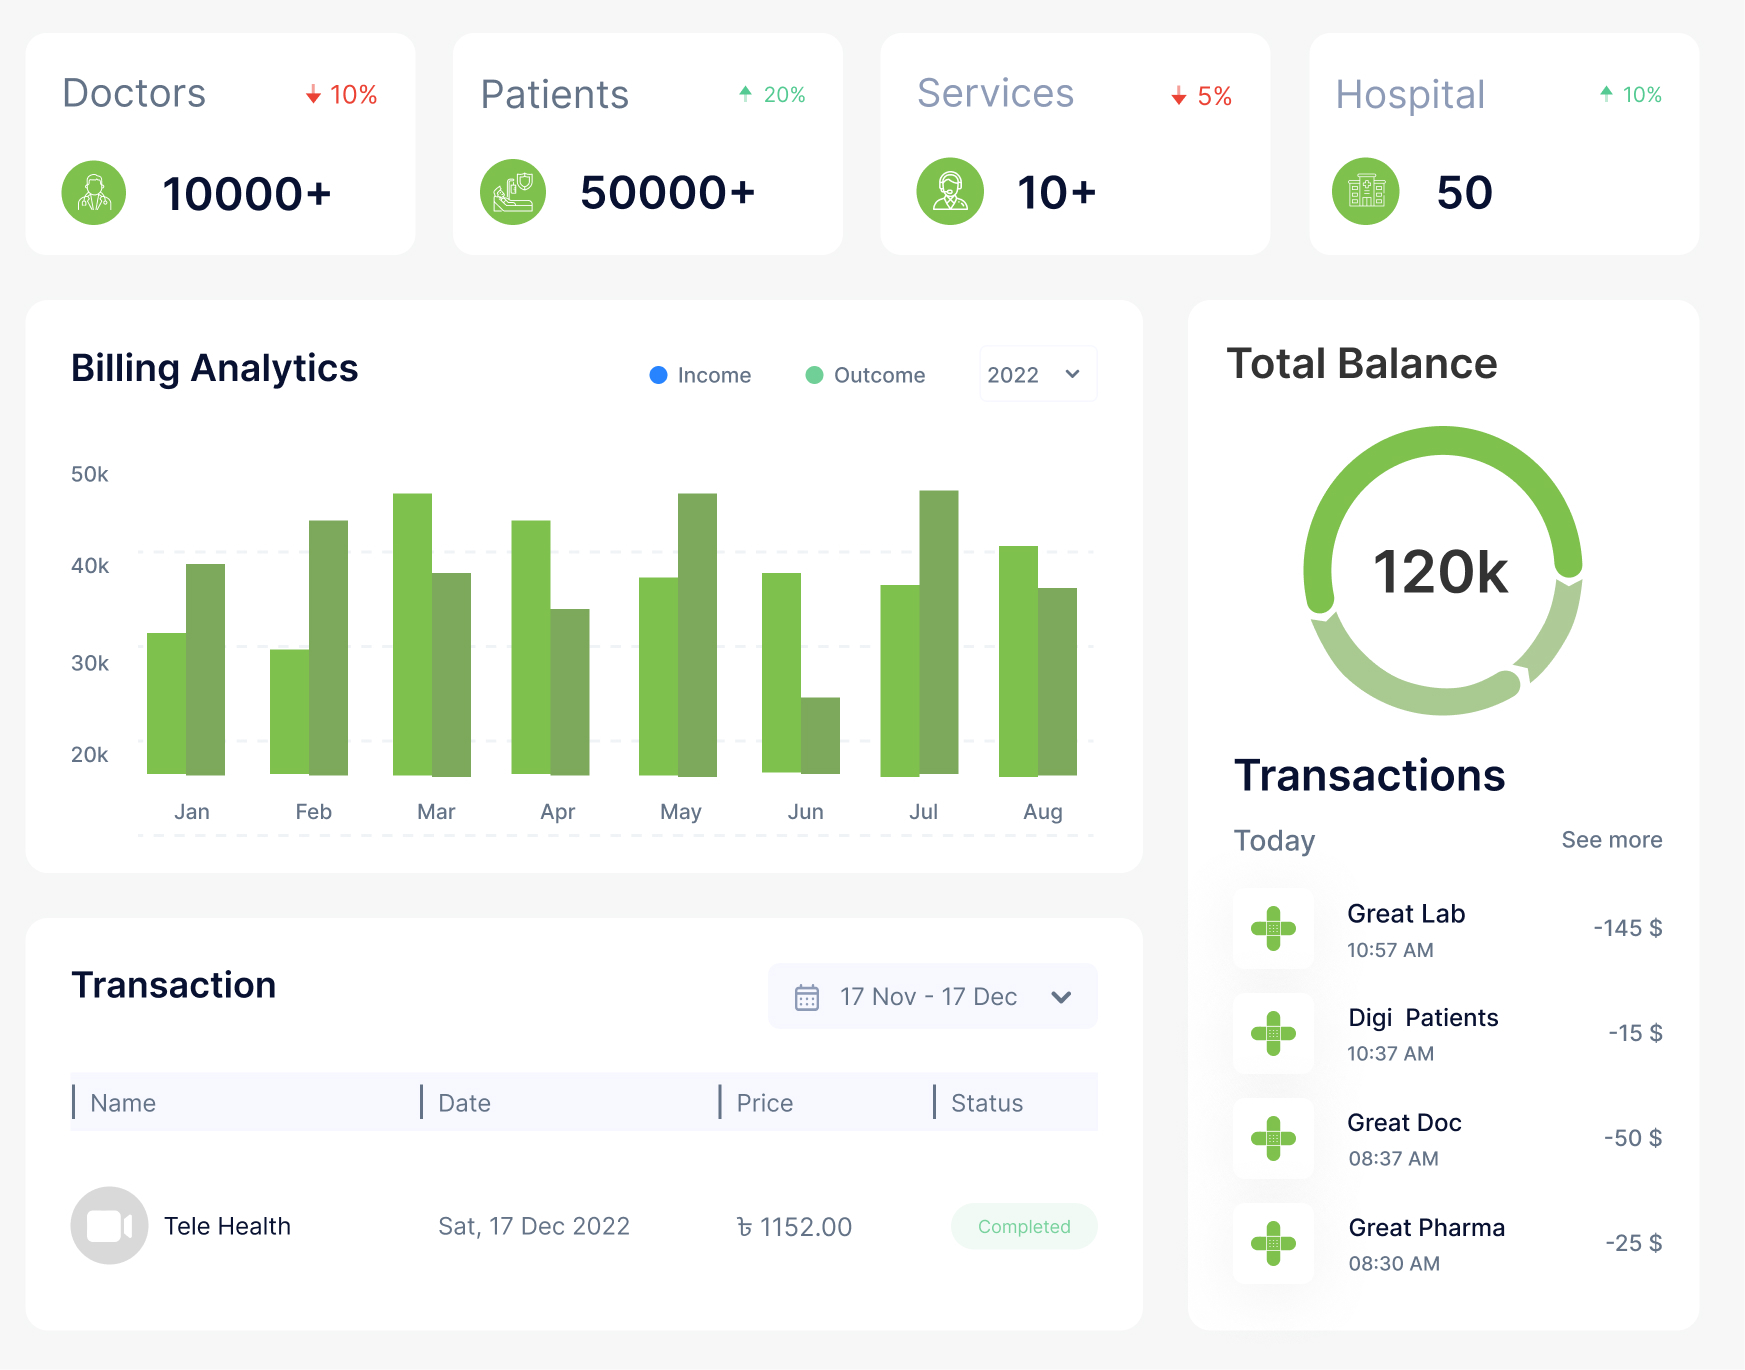 Doctors
10%
10000+
Patients
20%
50000+
Services
5%
10+
Hospital
10%
50
Billing Analytics
Income
Outcome
2022
50k
40k
30k
20k
Jan Feb Mar Apr May Jun Jul Aug
Total Balance
120k
Transactions
Today
See more
Great Lab
10:57 AM
-145 $
Digi  Patients
10:37 AM
-15 $
Great Doc
08:37 AM
-50 $
Great Pharma
08:30 AM
-25 $
Transaction
17 Nov - 17 Dec
Name Date Price Status
Tele Health Sat, 17 Dec 2022 ৳ 1152.00 Completed